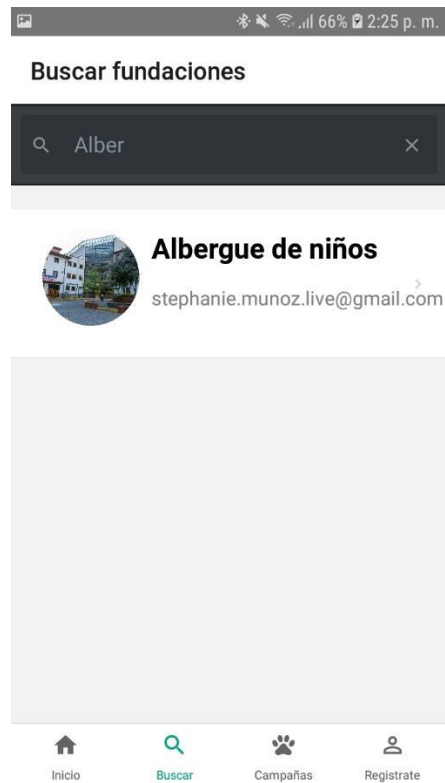 66% 2:25 p. m.
Buscar fundaciones
Alber
Albergue de niños
stephanie.munoz.live@gmail.com
Inicio Buscar Campañas Registrate